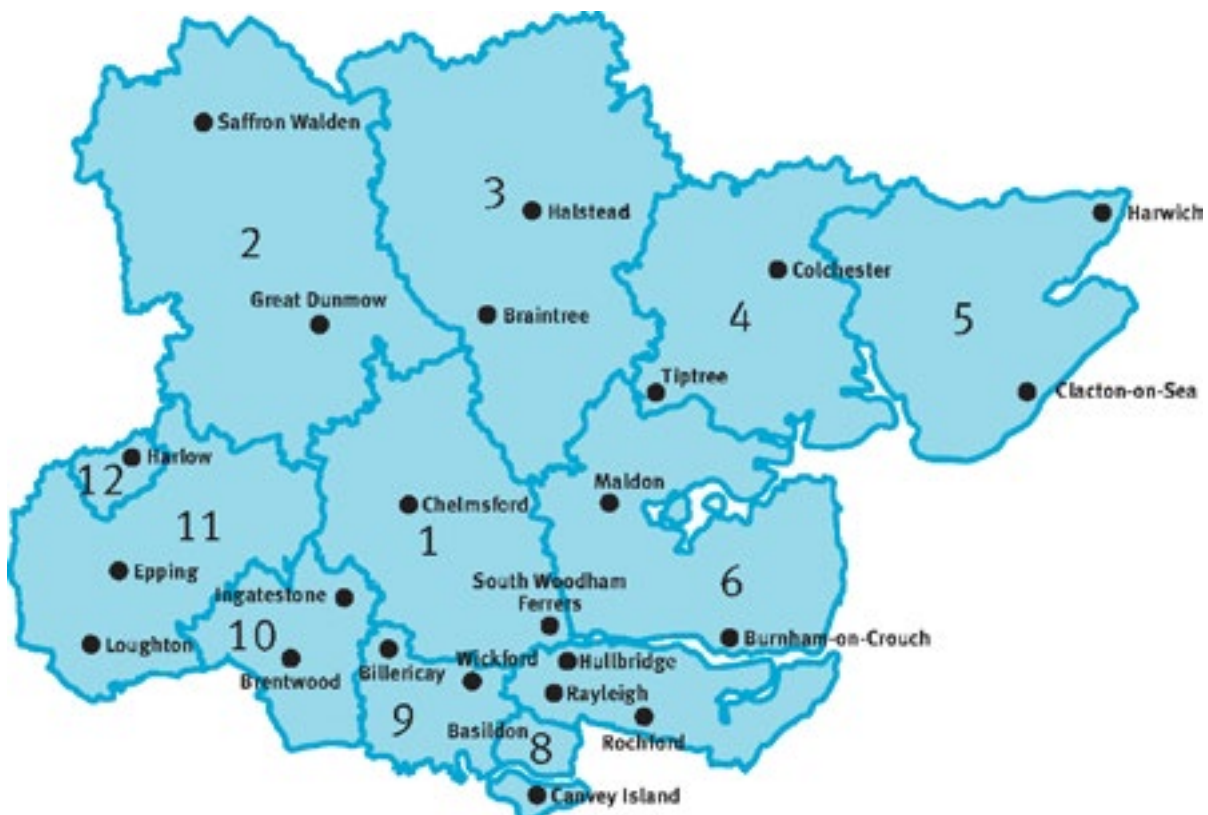 Saffron Walden
3
Halstead
Harwich
2
Colchester
Great Dunmow
Braintree
4
5
Tiptree
Clacton-on-Sea
Harlow
12
Maldon
Chelmsford
11
1
Epping
South Woodham
Ferrers
6
Ingatestone
10
Loughton
Burnham-on-Crouch
Brentwood
Billericay
Wickford
Hullbridge
Rayleigh
9
Basildon
Rochford
8
Canvey Island